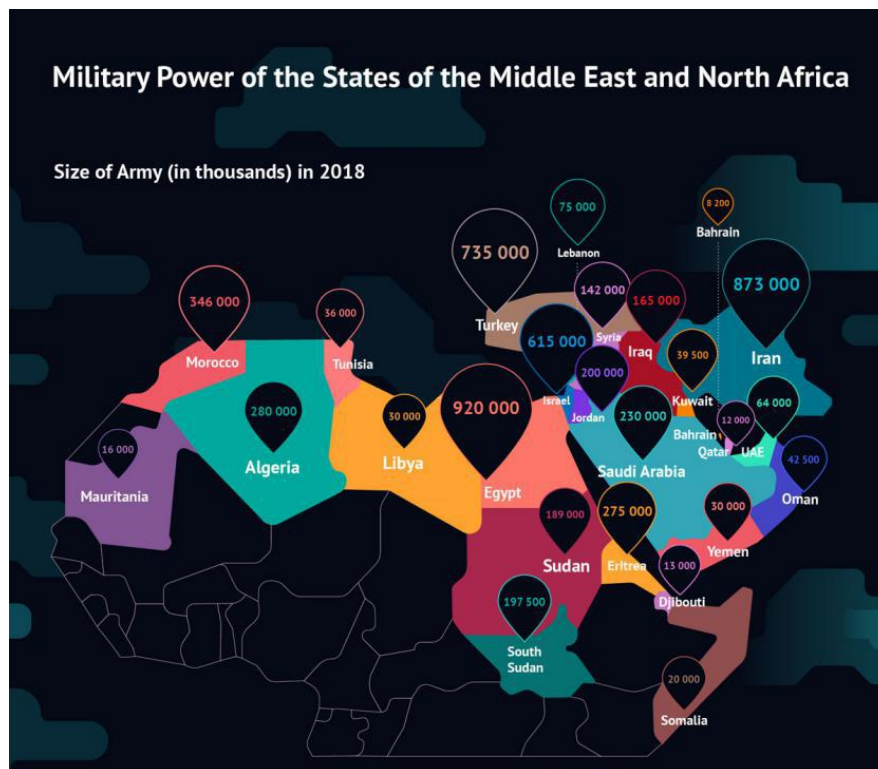 Military Power of the States of the Middle East and North Africa
Size of Army (in thousands) in 2018
75 000
Lebanon
8 200
Bahrain
735 000
Turkey
142 000
Syria
165 000
Iraq
873 000
Iran
346 000
Morocco
36 000
Tunisia
615 000
Israel
200 000
Jordan
39 500
Kuwait
280 000
Algeria
30 000
Libya
920 000
Egypt
230 000
Saudi Arabia
Bahrain
12 000
Qatar
64 000
UAE
42 500
Oman
16 000
Mauritania
189 000
Sudan
275 000
Eritrea
30 000
Yemen
13 000
Djibouti
197 500
South
Sudan
20 000
Somalia